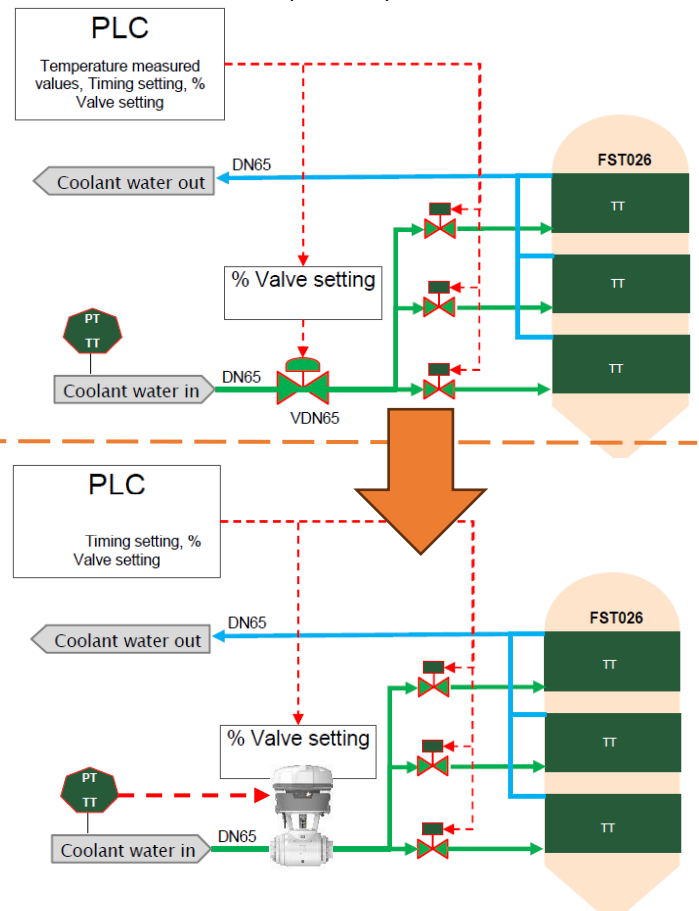 PLC
Temperature measured
values, Timing setting, %
Valve setting
DN65
FST026
Coolant water out
TT
% Valve setting
TT
PT
TT
DN65
TT
Coolant water in
VDN65
PLC
Timing setting, %
Valve setting
DN65
FST026
Coolant water out
TT
% Valve setting
TT
PT
TT
DN65
TT
Coolant water in